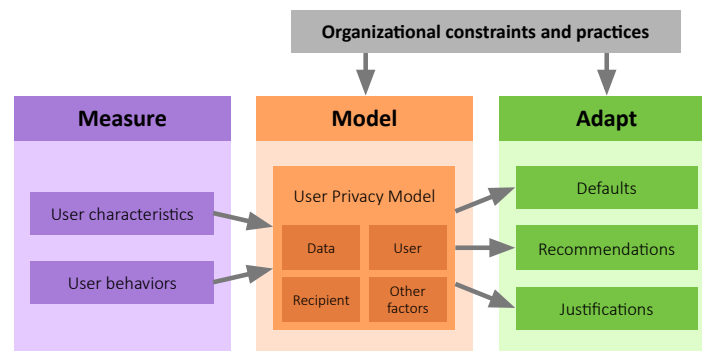 Organizational constraints and practices
Measure
Model
Adapt
User characteristics
User behaviors
User Privacy Model
Data
User
Recipient
Other
factors
Defaults
Recommendations
Justifications